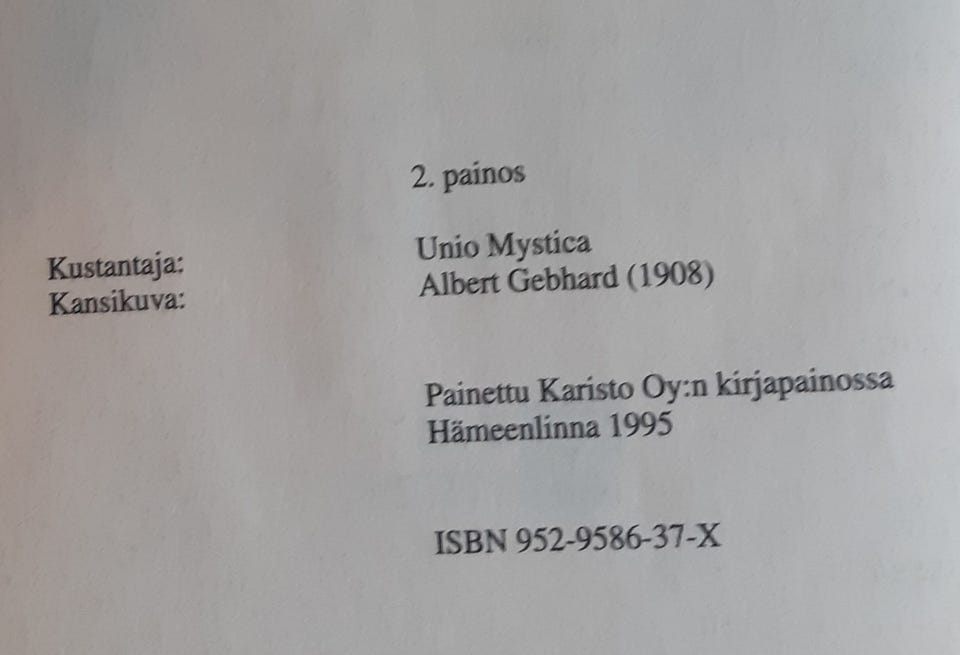 2. painos
Kustantaja: Unio Mystica
Kansikuva: Albert Gebhard (1908)
Painettu Karisto Oy:n kirjapainossa
Hämeenlinna 1995
ISBN 952-9586-37-X